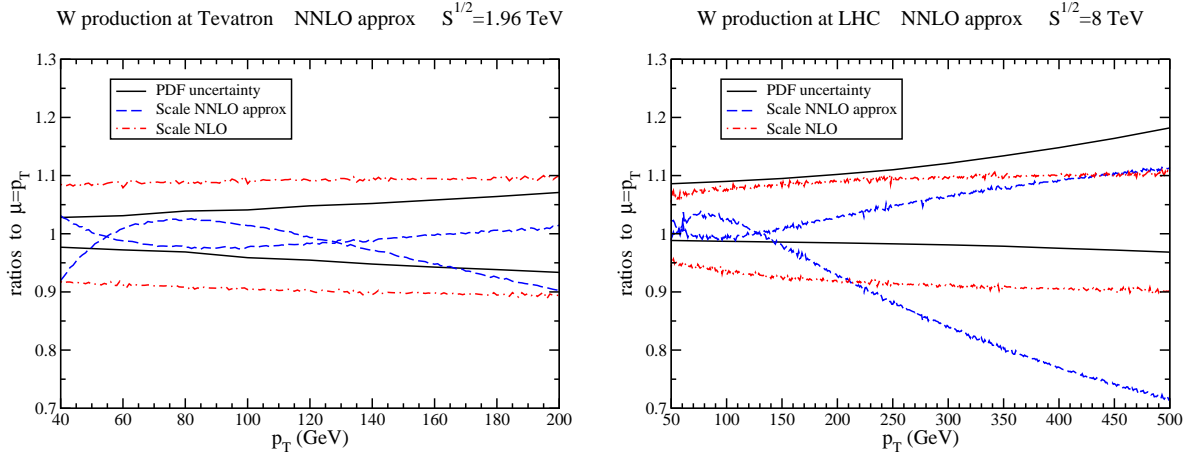 W production at Tevatron NNLO approx S^{1/2}=1.96 TeV
1.3
1.2
1.1
1
0.9
0.8
0.7
ratios to μ=p_T
PDF uncertainty
Scale NNLO approx
Scale NLO
40 60 80 100 120 140 160 180 200
p_T (GeV)
W production at LHC NNLO approx S^{1/2}=8 TeV
1.3
1.2
1.1
1
0.9
0.8
0.7
ratios to μ=p_T
PDF uncertainty
Scale NNLO approx
Scale NLO
50 100 150 200 250 300 350 400 450 500
p_T (GeV)